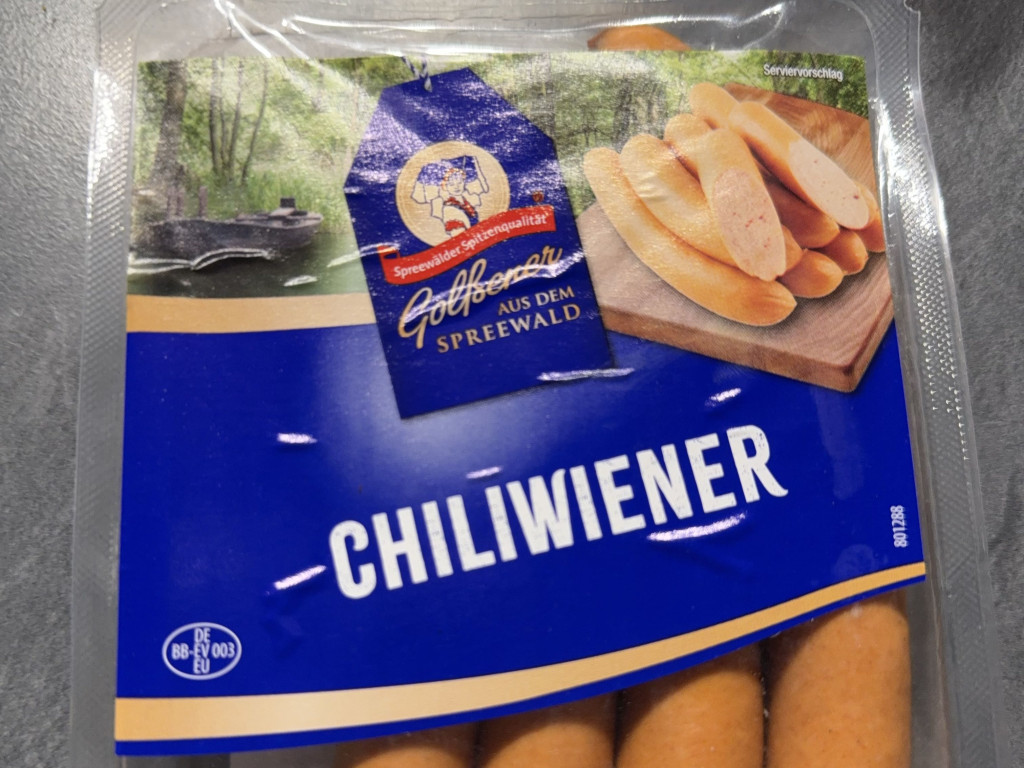 Serviervorschlag
Spreewälder Spitzenqualität
Golßener
AUS DEM
SPREEWALD
CHILIWIENER
801288
DE
BB-EV 003
EU